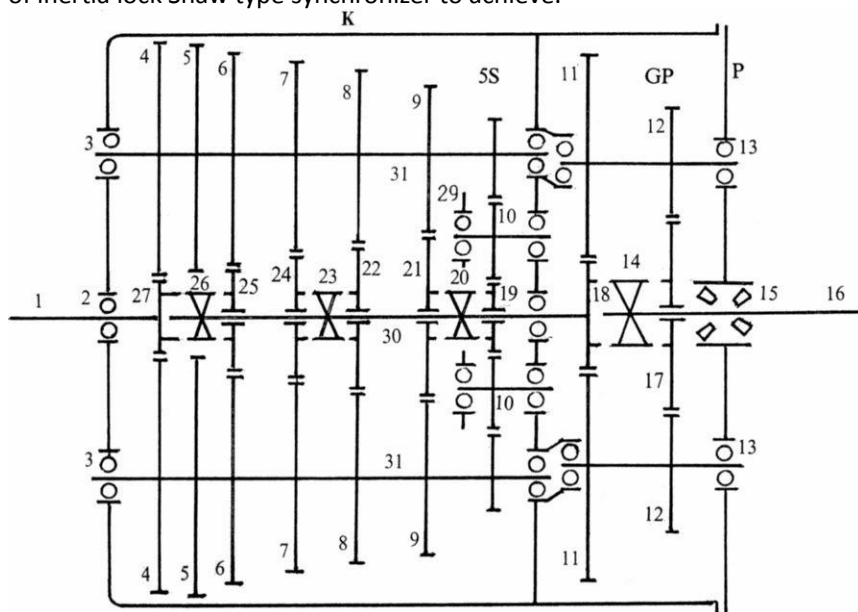 of inertia lock Shaw type synchronizer to achieve.
K
4 5 6 7 8 9 5S 11 GP P
12
3 13
31 29 10
24 23 22 21 20 14
1 2 27 26 25 19 18 15 16
30
17
10
3 31 13
12
4 5 6 7 8 9 11